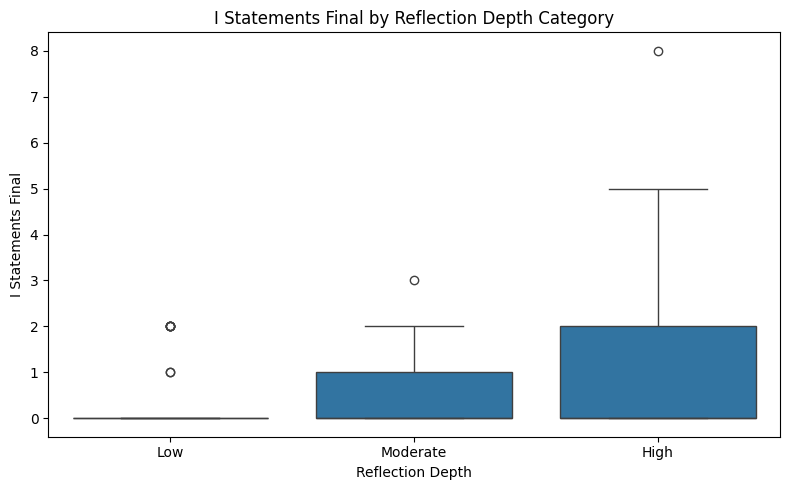 I Statements Final by Reflection Depth Category
I Statements Final
8
7
6
5
4
3
2
1
0
Low Moderate High
Reflection Depth